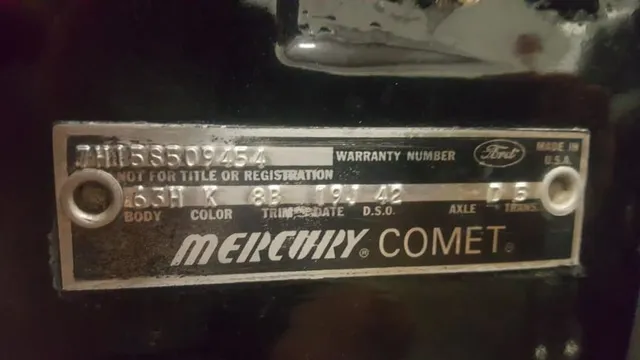 7H15S509454 WARRANTY NUMBER Ford MADE IN U.S.A.
NOT FOR TITLE OR REGISTRATION
63H K 8B 19J 42 D 5
BODY COLOR TRIM DATE D.S.O. AXLE TRANS.
MERCURY® COMET®